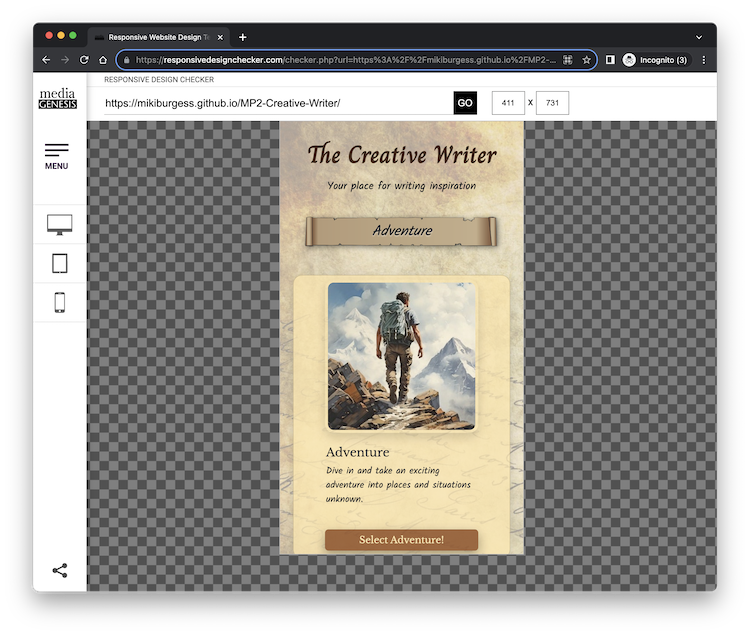 Responsive Website Design Te
Incognito (3)
https://responsivedesignchecker.com/checker.php?url=https%3A%2F%2Fmikiburgess.github.io%2FMP2-...
media
GENESIS
RESPONSIVE DESIGN CHECKER
https://mikiburgess.github.io/MP2-Creative-Writer/
GO
411
X
731
MENU
The Creative Writer
Your place for writing inspiration
Adventure
Adventure
Dive in and take an exciting
adventure into places and situations
unknown.
Select Adventure!